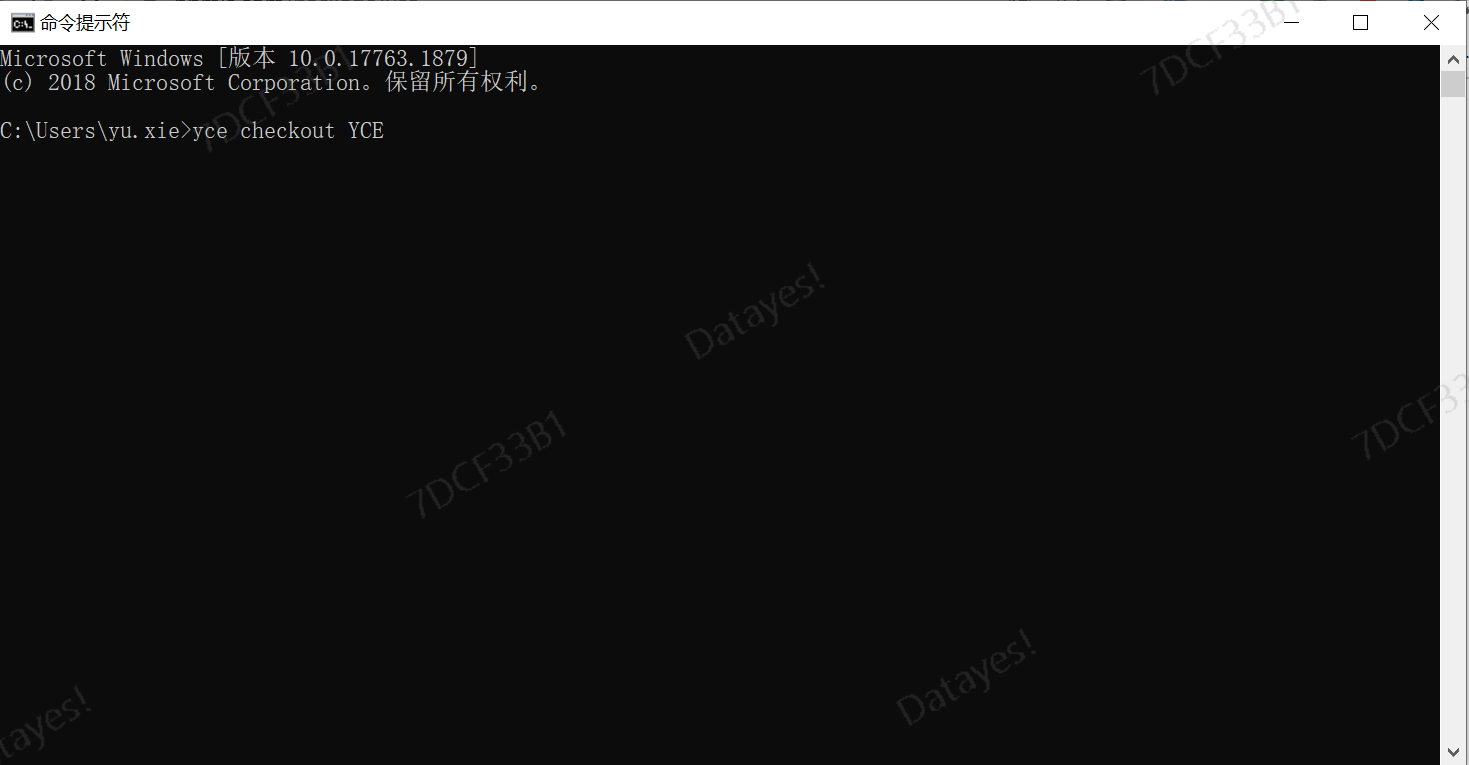 命令提示符
Microsoft Windows [版本 10.0.17763.1879]
(c) 2018 Microsoft Corporation。保留所有权利。
C:\Users\yu.xie>yce checkout YCE
7DCF33B1
7DCF33B1
Datayes!
7DCF33B1
7DCF33
Datayes!
tayes!